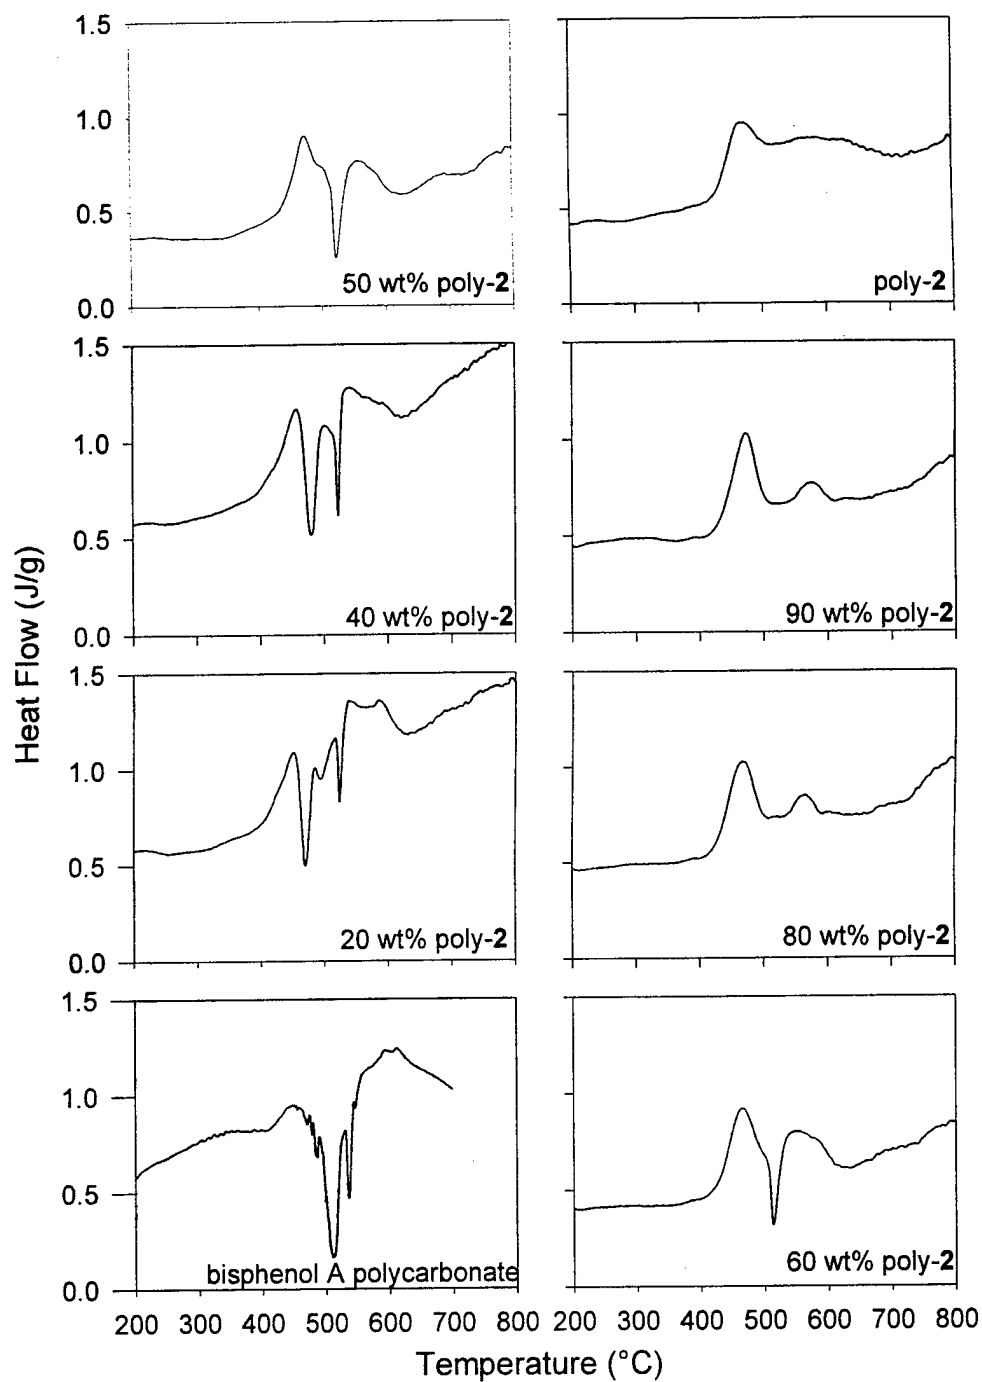 1.5
1.0
0.5
0.0
50 wt% poly-2
poly-2
1.5
1.0
0.5
0.0
40 wt% poly-2
90 wt% poly-2
1.5
1.0
0.5
0.0
20 wt% poly-2
80 wt% poly-2
1.5
1.0
0.5
0.0
bisphenol A polycarbonate
60 wt% poly-2
200 300 400 500 600 700 800 200 300 400 500 600 700 800
Temperature (°C)
Heat Flow (J/g)